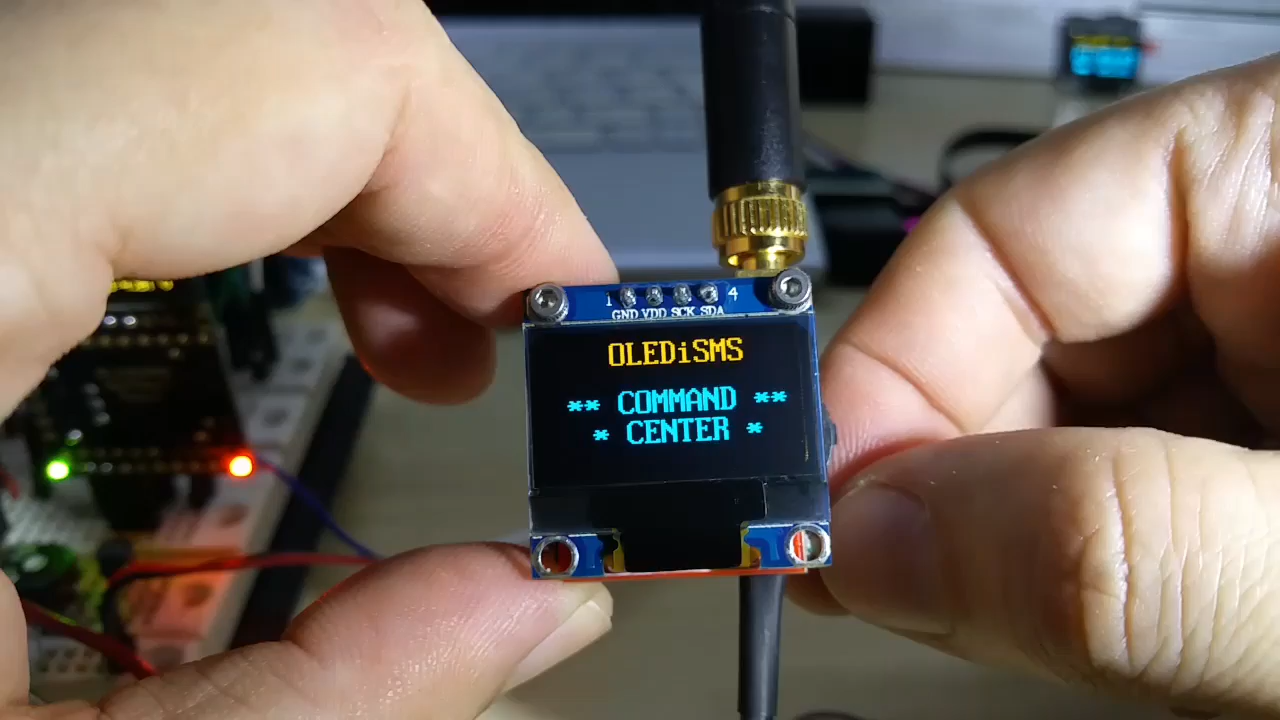 1 4
GND VDD SCK SDA
OLEDiSMS
** COMMAND **
* CENTER *